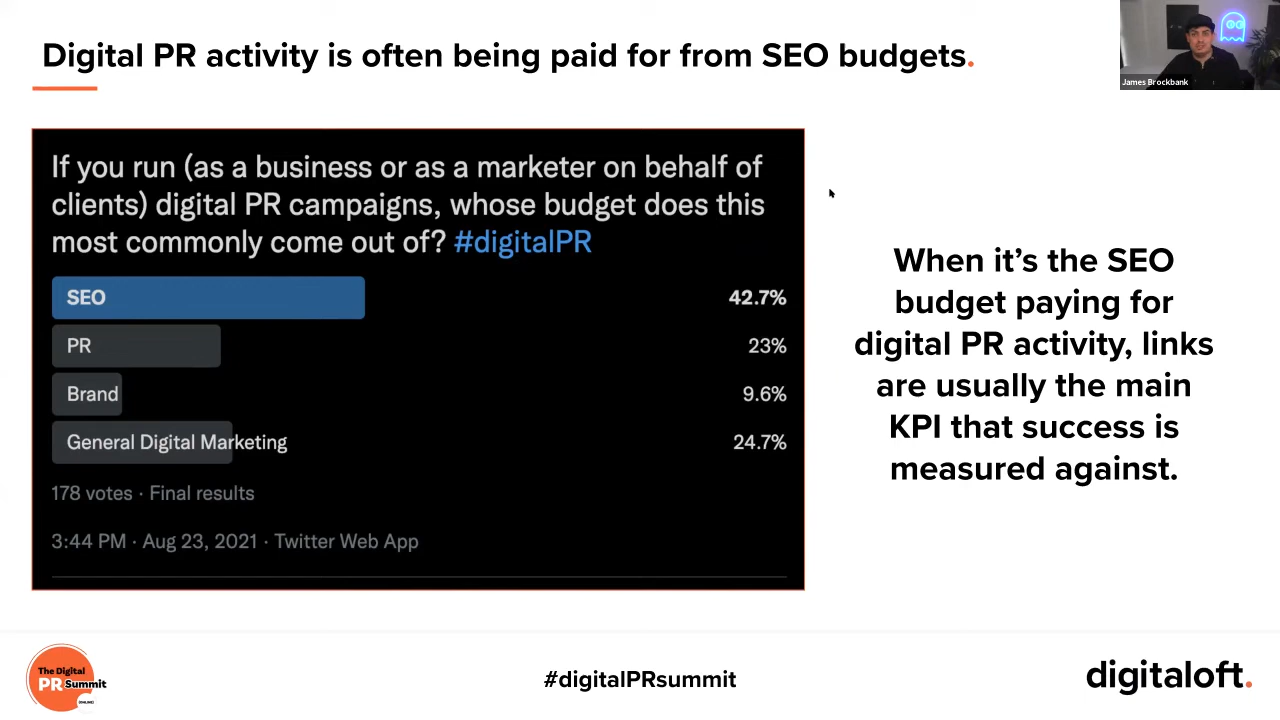 Digital PR activity is often being paid for from SEO budgets.
James Brockbank
If you run (as a business or as a marketer on behalf of
clients) digital PR campaigns, whose budget does this
most commonly come out of? #digitalPR
SEO 42.7%
PR 23%
Brand 9.6%
General Digital Marketing 24.7%
178 votes · Final results
3:44 PM · Aug 23, 2021 · Twitter Web App
When it’s the SEO
budget paying for
digital PR activity, links
are usually the main
KPI that success is
measured against.
The Digital
PR Summit
(ONLINE)
#digitalPRsummit
digitaloft.